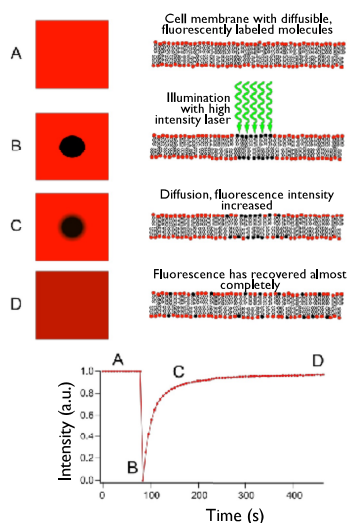 Cell membrane with diffusible,
fluorescently labeled molecules
A
Illumination
with high
intensity laser
B
Diffusion, fluorescence intensity
increased
C
Fluorescence has recovered almost
completely
D
A
C
D
B
Intensity (a.u.)
1.0
0.8
0.6
0.4
0.2
0.0
0
100
200
300
400
Time (s)